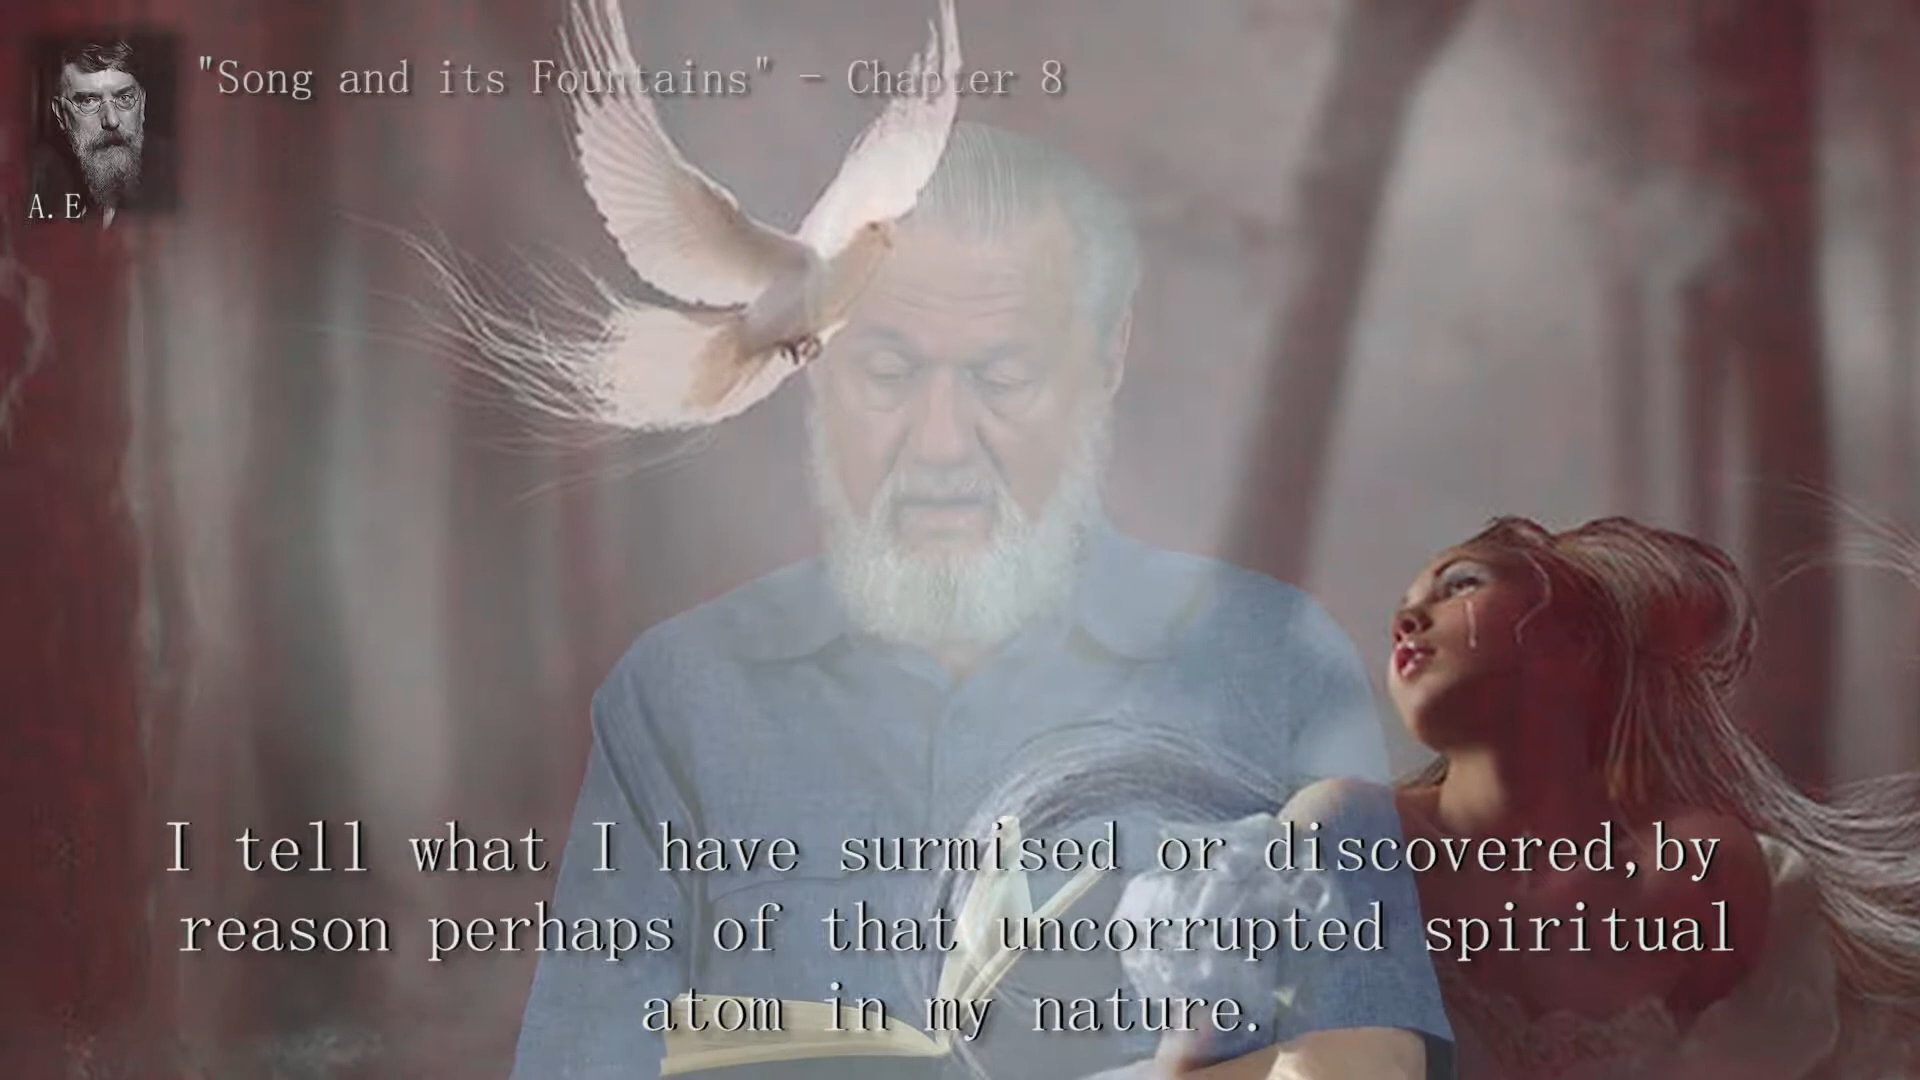 "Song and its Fountains" - Chapter 8
A.E
I tell what I have surmised or discovered,by
reason perhaps of that uncorrupted spiritual
atom in my nature.